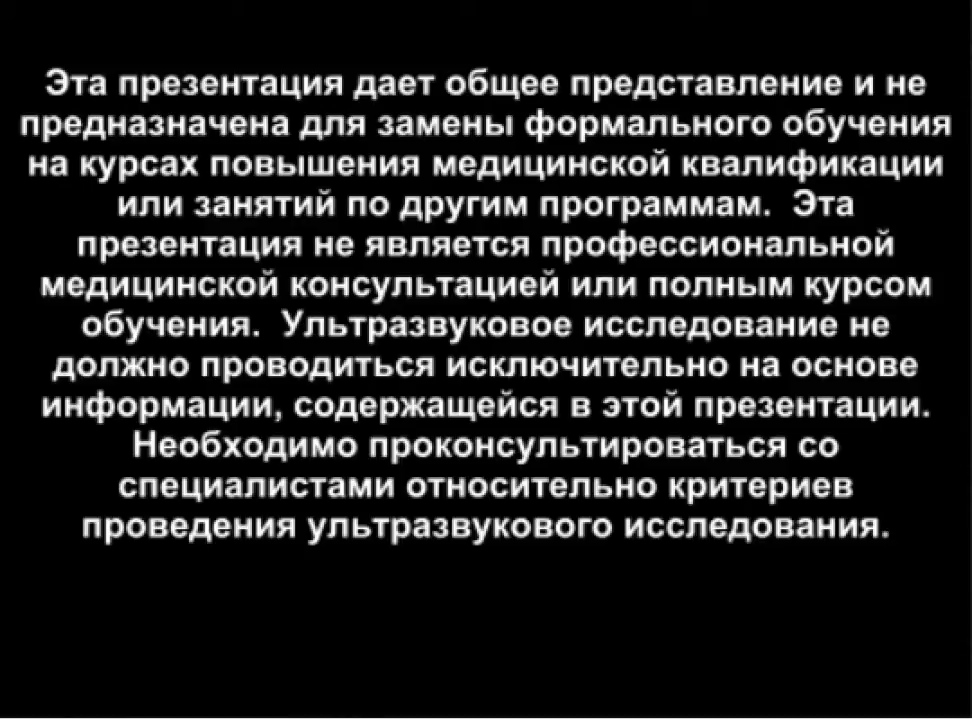 Эта презентация дает общее представление и не
предназначена для замены формального обучения
на курсах повышения медицинской квалификации
или занятий по другим программам.  Эта
презентация не является профессиональной
медицинской консультацией или полным курсом
обучения.  Ультразвуковое исследование не
должно проводиться исключительно на основе
информации, содержащейся в этой презентации.
Необходимо проконсультироваться со
специалистами относительно критериев
проведения ультразвукового исследования.